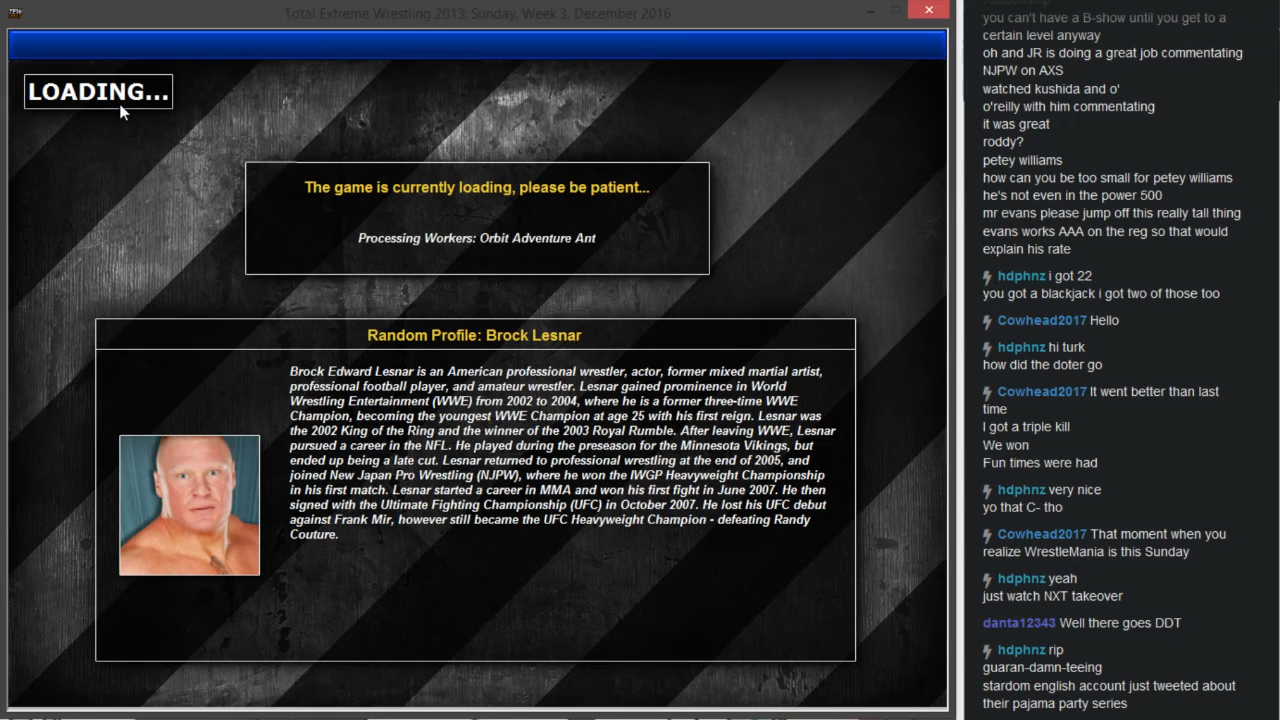 Total Extreme Wrestling 2013: Sunday, Week 3, December 2016
LOADING...
The game is currently loading, please be patient...
Processing Workers: Orbit Adventure Ant
Random Profile: Brock Lesnar
Brock Edward Lesnar is an American professional wrestler, actor, former mixed martial artist,
professional football player, and amateur wrestler. Lesnar gained prominence in World
Wrestling Entertainment (WWE) from 2002 to 2004, where he is a former three-time WWE
Champion, becoming the youngest WWE Champion at age 25 with his first reign. Lesnar was
the 2002 King of the Ring and the winner of the 2003 Royal Rumble. After leaving WWE, Lesnar
pursued a career in the NFL. He played during the preseason for the Minnesota Vikings, but
ended up being a late cut. Lesnar returned to professional wrestling at the end of 2005, and
joined New Japan Pro Wrestling (NJPW), where he won the IWGP Heavyweight Championship
in his first match. Lesnar started a career in MMA and won his first fight in June 2007. He then
signed with the Ultimate Fighting Championship (UFC) in October 2007. He lost his UFC debut
against Frank Mir, however still became the UFC Heavyweight Champion - defeating Randy
Couture.
you can't have a B-show until you get to a
certain level anyway
oh and JR is doing a great job commentating
NJPW on AXS
watched kushida and o'
o'reilly with him commentating
it was great
roddy?
petey williams
how can you be too small for petey williams
he's not even in the power 500
mr evans please jump off this really tall thing
evans works AAA on the reg so that would
explain his rate
hdphnz i got 22
you got a blackjack i got two of those too
Cowhead2017 Hello
hdphnz hi turk
how did the doter go
Cowhead2017 It went better than last
time
I got a triple kill
We won
Fun times were had
hdphnz very nice
yo that C- tho
Cowhead2017 That moment when you
realize WrestleMania is this Sunday
hdphnz yeah
just watch NXT takeover
danta12343 Well there goes DDT
hdphnz rip
guaran-damn-teeing
stardom english account just tweeted about
their pajama party series